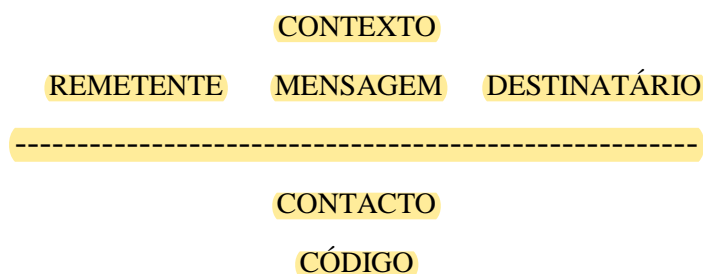 CONTEXTO
REMETENTE MENSAGEM DESTINATÁRIO
-------------------------------------------------------
CONTACTO
CÓDIGO